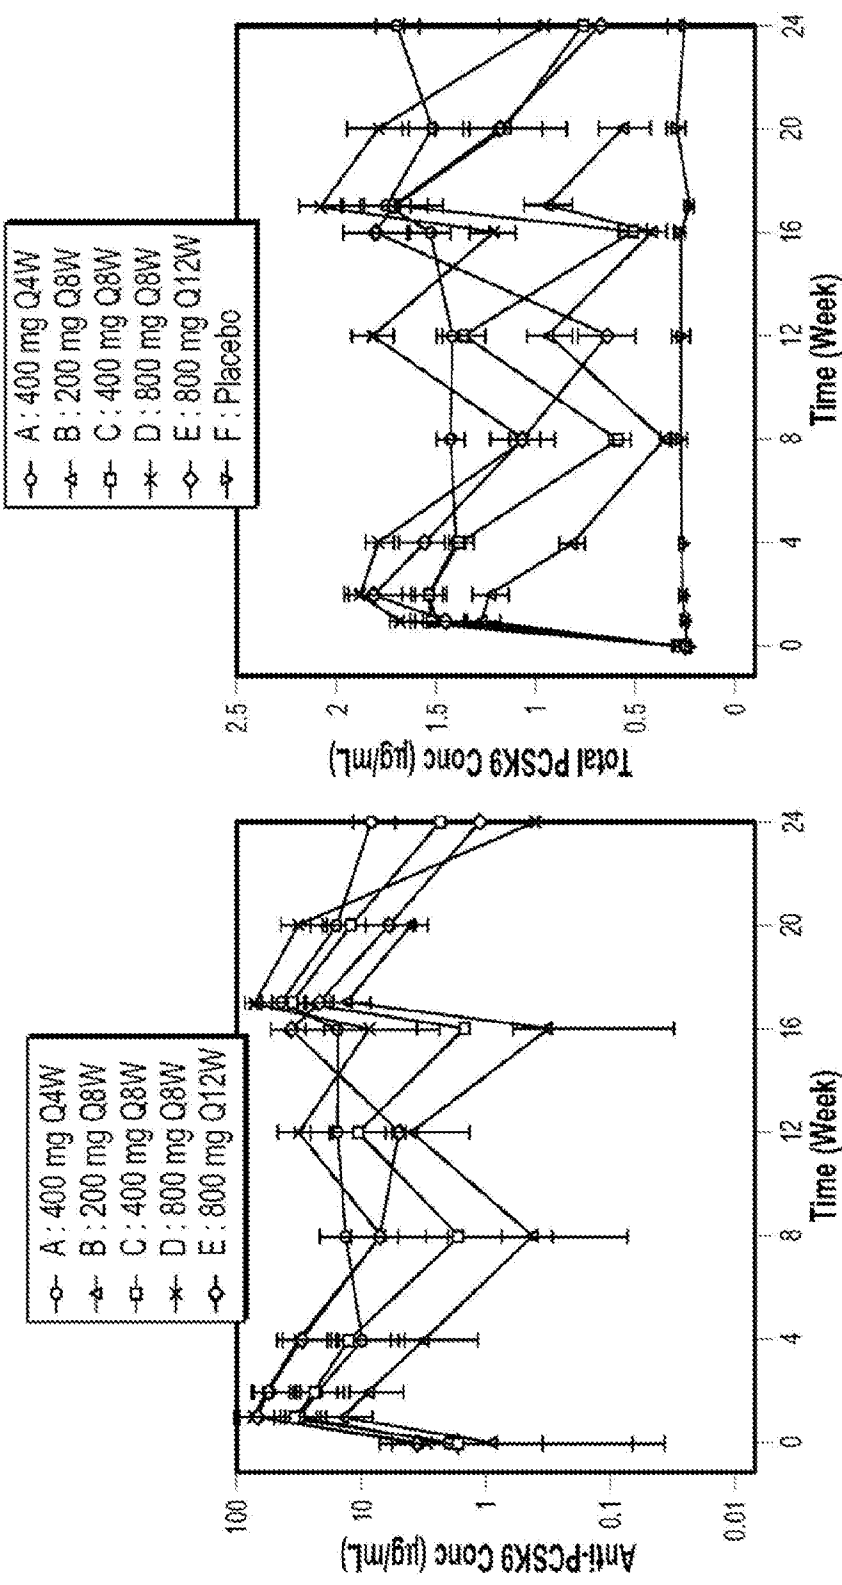 A : 400 mg Q4W
B : 200 mg Q8W
C : 400 mg Q8W
D : 800 mg Q8W
E : 800 mg Q12W
Anti-PCSK9 Conc (µg/mL)
100
10
1
0.1
0.01
0
4
8
12
16
20
24
Time (Week)
A : 400 mg Q4W
B : 200 mg Q8W
C : 400 mg Q8W
D : 800 mg Q8W
E : 800 mg Q12W
F : Placebo
Total PCSK9 Conc (µg/mL)
2.5
2
1.5
1
0.5
0
0
4
8
12
16
20
24
Time (Week)